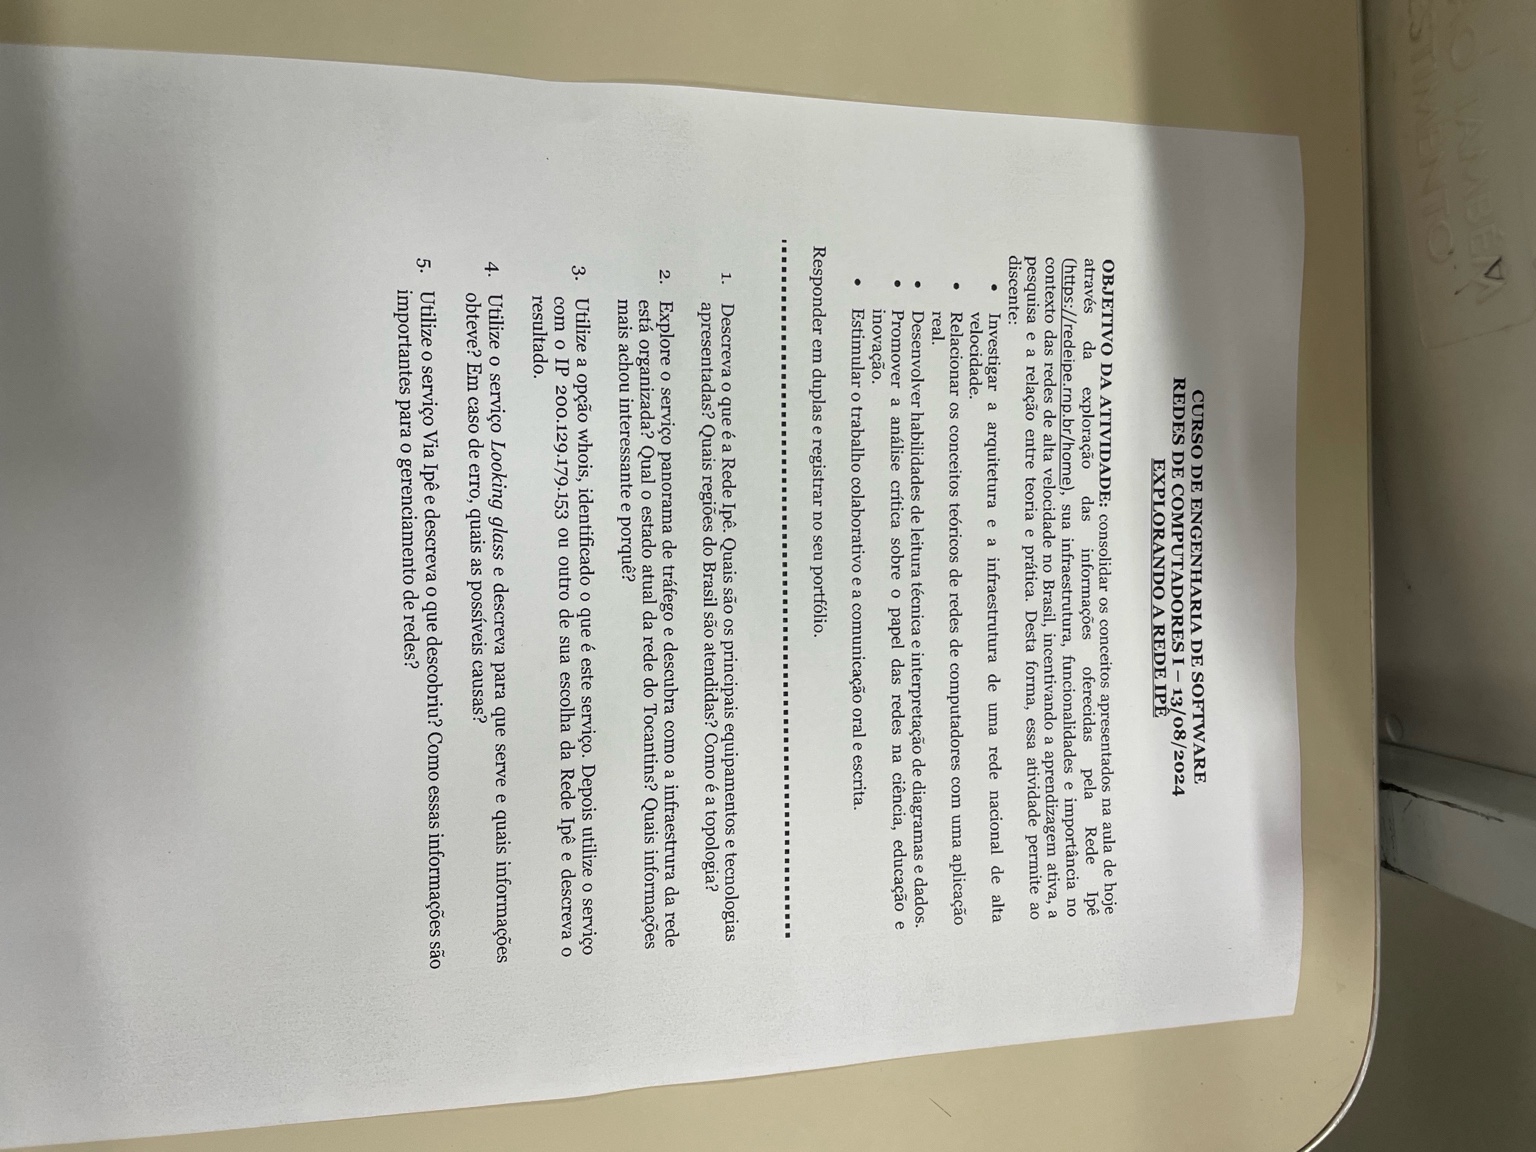 CURSO DE ENGENHARIA DE SOFTWARE
REDES DE COMPUTADORES I – 13/08/2024
EXPLORANDO A REDE IPÊ
OBJETIVO DA ATIVIDADE: consolidar os conceitos apresentados na aula de hoje
através da exploração das informações oferecidas pela Rede Ipê
(https://redeipe.rnp.br/home), sua infraestrutura, funcionalidades e importância no
contexto das redes de alta velocidade no Brasil, incentivando a aprendizagem ativa, a
pesquisa e a relação entre teoria e prática. Desta forma, essa atividade permite ao
discente:
• Investigar a arquitetura e a infraestrutura de uma rede nacional de alta
velocidade.
• Relacionar os conceitos teóricos de redes de computadores com uma aplicação
real.
• Desenvolver habilidades de leitura técnica e interpretação de diagramas e dados.
• Promover a análise crítica sobre o papel das redes na ciência, educação e
inovação.
• Estimular o trabalho colaborativo e a comunicação oral e escrita.
Responder em duplas e registrar no seu portfólio.
1. Descreva o que é a Rede Ipê. Quais são os principais equipamentos e tecnologias
apresentadas? Quais regiões do Brasil são atendidas? Como é a topologia?
2. Explore o serviço panorama de tráfego e descubra como a infraestrura da rede
está organizada? Qual o estado atual da rede do Tocantins? Quais informações
mais achou interessante e porquê?
3. Utilize a opção whois, identificado o que é este serviço. Depois utilize o serviço
com o IP 200.129.179.153 ou outro de sua escolha da Rede Ipê e descreva o
resultado.
4. Utilize o serviço Looking glass e descreva para que serve e quais informações
obteve? Em caso de erro, quais as possíveis causas?
5. Utilize o serviço Via Ipê e descreva o que descobriu? Como essas informações são
importantes para o gerenciamento de redes?